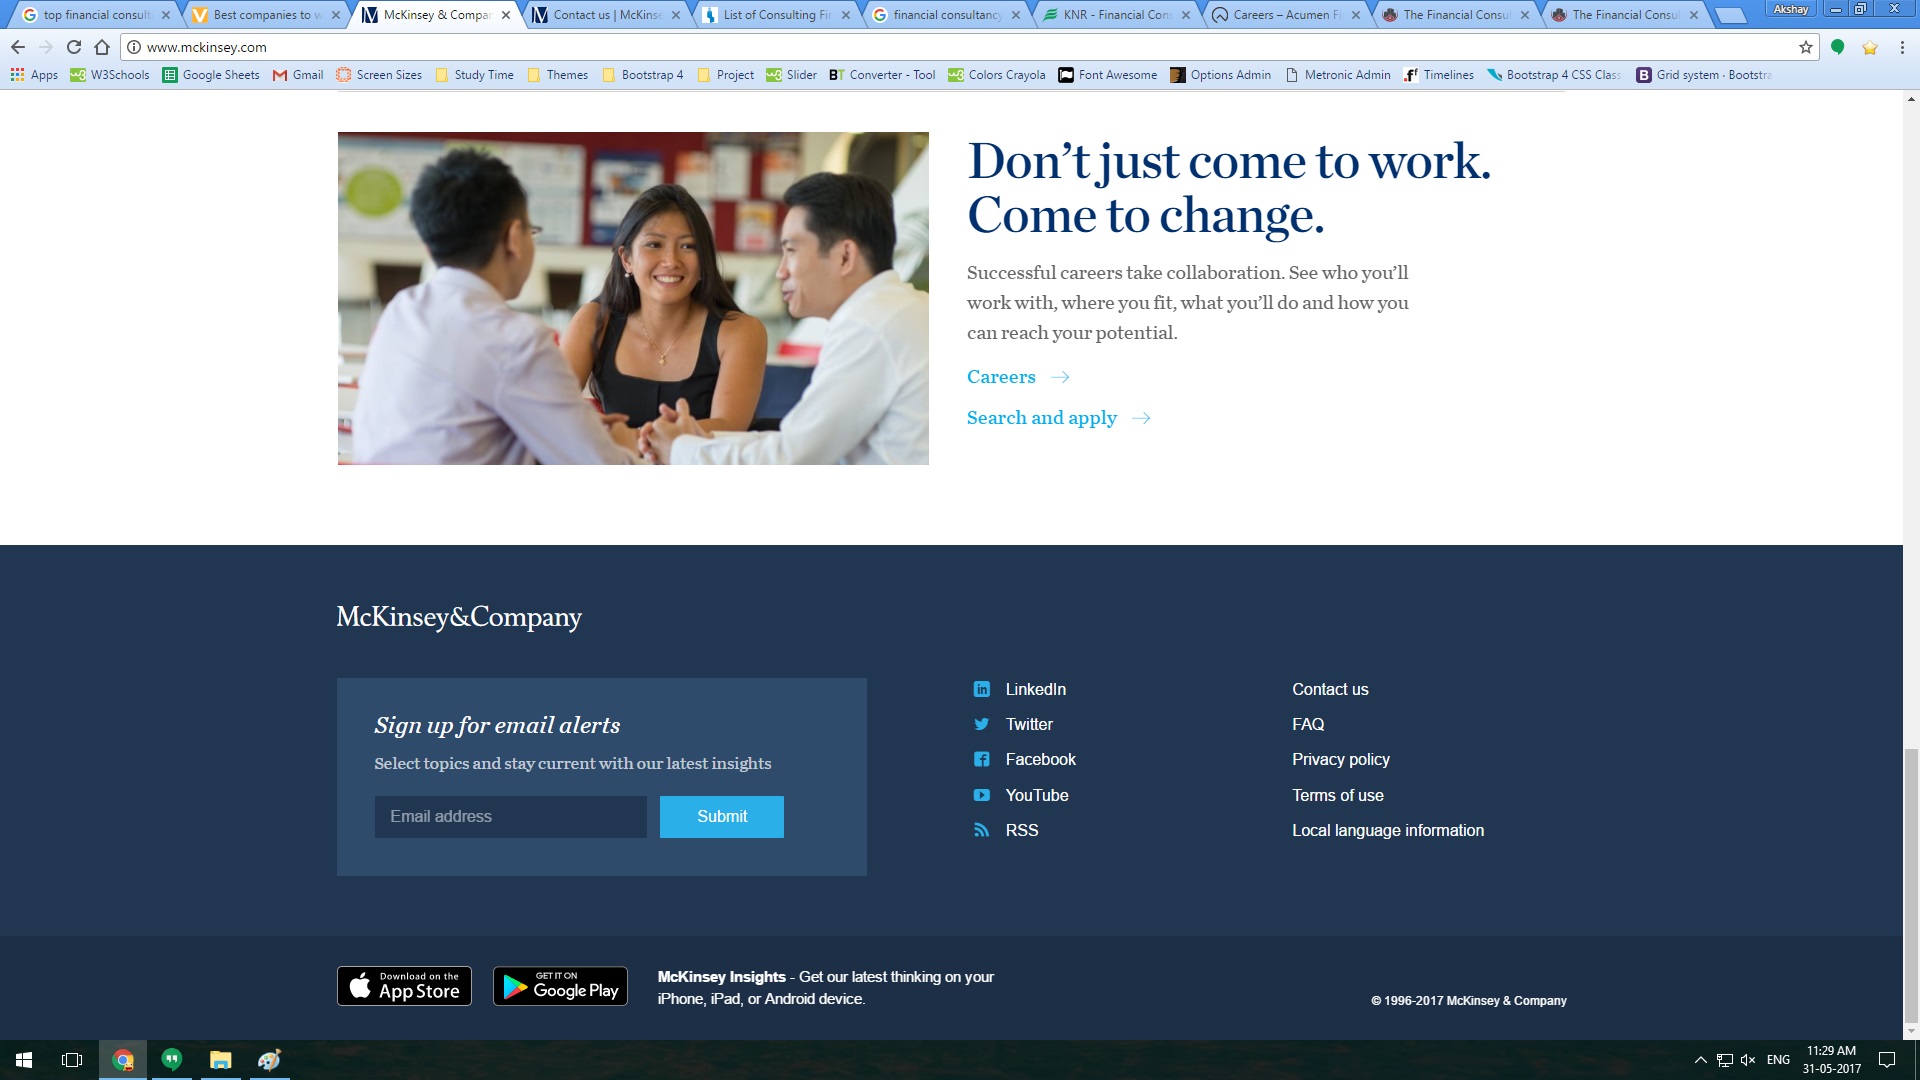 top financial consulti
Best companies to w
McKinsey & Compan
Contact us | McKinse
List of Consulting Fir
financial consultancy
KNR - Financial Cons
Careers – Acumen Fi
The Financial Consul
The Financial Consul
Akshay
www.mckinsey.com
Apps
W3Schools
Google Sheets
Gmail
Screen Sizes
Study Time
Themes
Bootstrap 4
Project
Slider
BT Converter - Tool
Colors Crayola
Font Awesome
Options Admin
Metronic Admin
Timelines
Bootstrap 4 CSS Class
Grid system · Bootstra
Don’t just come to work.
Come to change.
Successful careers take collaboration. See who you’ll
work with, where you fit, what you’ll do and how you
can reach your potential.
Careers
Search and apply
McKinsey&Company
Sign up for email alerts
Select topics and stay current with our latest insights
Email address
Submit
LinkedIn
Twitter
Facebook
YouTube
RSS
Contact us
FAQ
Privacy policy
Terms of use
Local language information
Download on the
App Store
GET IT ON
Google Play
McKinsey Insights - Get our latest thinking on your
iPhone, iPad, or Android device.
© 1996-2017 McKinsey & Company
ENG
11:29 AM
31-05-2017